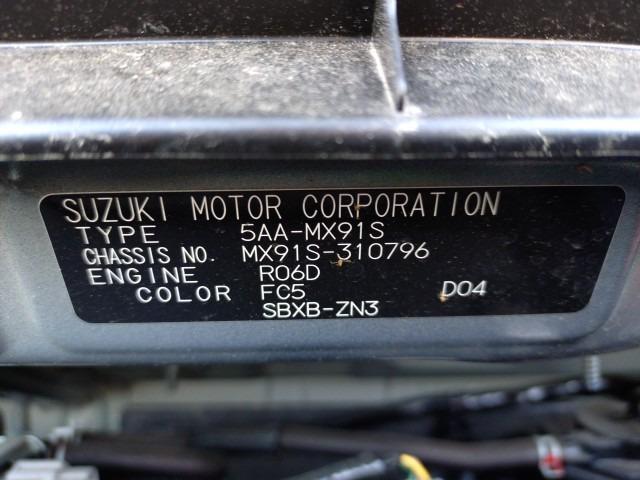 SUZUKI MOTOR CORPORATION
TYPE 5AA-MX91S
CHASSIS NO. MX91S-310796
ENGINE R06D
COLOR FC5 D04
SBXB-ZN3